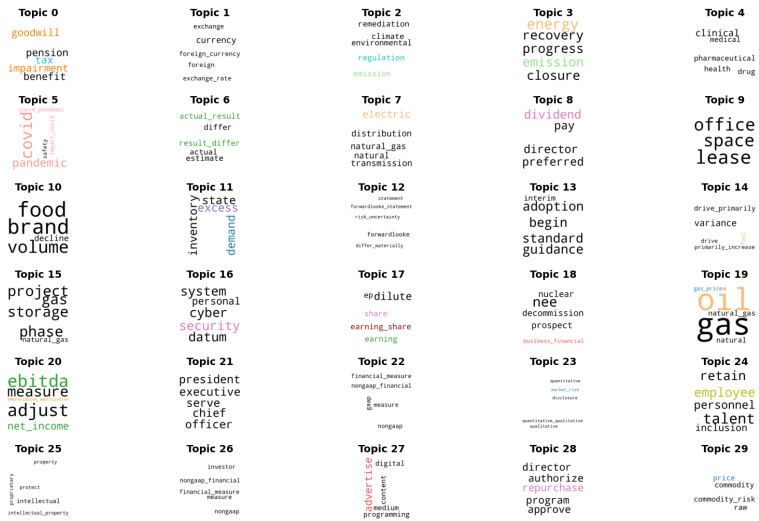 Topic 0
goodwill
pension
tax
impairment
benefit
Topic 1
exchange
currency
foreign_currency
foreign
exchange_rate
Topic 2
remediation
climate
environmental
regulation
emission
Topic 3
energy
recovery
progress
emission
closure
Topic 4
clinical
medical
pharmaceutical
health
drug
Topic 5
covid_pandemic
covid
impact_covid
safety
pandemic
Topic 6
actual_result
differ
result_differ
actual
estimate
Topic 7
electric
distribution
natural_gas
natural
transmission
Topic 8
dividend
pay
director
preferred
Topic 9
office
space
lease
Topic 10
food
brand
decline
volume
Topic 11
inventory
state
excess
demand
Topic 12
statement
forwardlooke_statement
risk_uncertainty
forwardlooke
differ_materially
Topic 13
interim
adoption
begin
standard
guidance
Topic 14
drive_primarily
variance
drive
primarily_increase
Topic 15
project
gas
storage
phase
natural_gas
Topic 16
system
personal
cyber
security
datum
Topic 17
ep
dilute
share
earning_share
earning
Topic 18
nuclear
nee
decommission
prospect
business_financial
Topic 19
gas_price
oil
natural_gas
gas
natural
Topic 20
ebitda
measure
depreciation_amortization
adjust
net_income
Topic 21
president
executive
serve
chief
officer
Topic 22
financial_measure
nongaap_financial
gaap
measure
nongaap
Topic 23
quantitative
market_risk
disclosure
quantitative_qualitative
qualitative
Topic 24
retain
employee
personnel
talent
inclusion
Topic 25
property
proprietary
protect
intellectual
intellectual_property
Topic 26
investor
nongaap_financial
financial_measure
measure
nongaap
Topic 27
advertise
digital
content
medium
programming
Topic 28
director
authorize
repurchase
program
approve
Topic 29
price
commodity
commodity_risk
raw